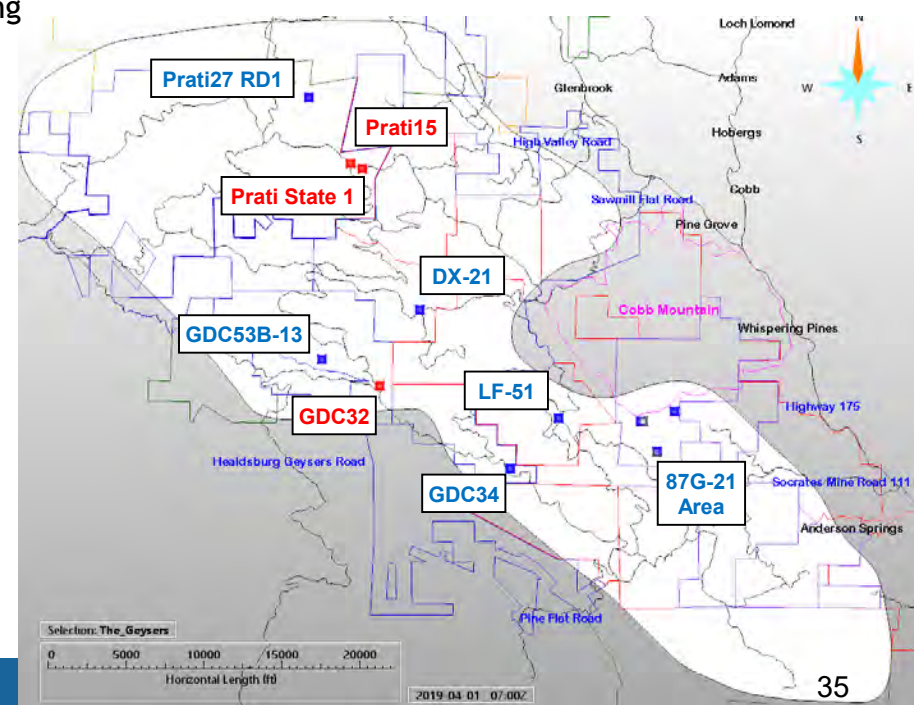 ng
Loch Lomond
N
Prati27 RD1
Glenbrook
Adams
W
E
Prati15
Hobergs
High Valley Road
S
Prati State 1
Cobb
Sawmill Flat Road
Pine Grove
DX-21
Cobb Mountain
Whispering Pines
GDC53B-13
LF-51
Highway 175
GDC32
Healdsburg Geysers Road
87G-21
Area
Socrates Mine Road 111
GDC34
Anderson Springs
Pine Flat Road
Selection: The_Geysers
0 5000 10000 15000 20000
Horizontal Length (ft)
2019-04-01 07:00Z
35